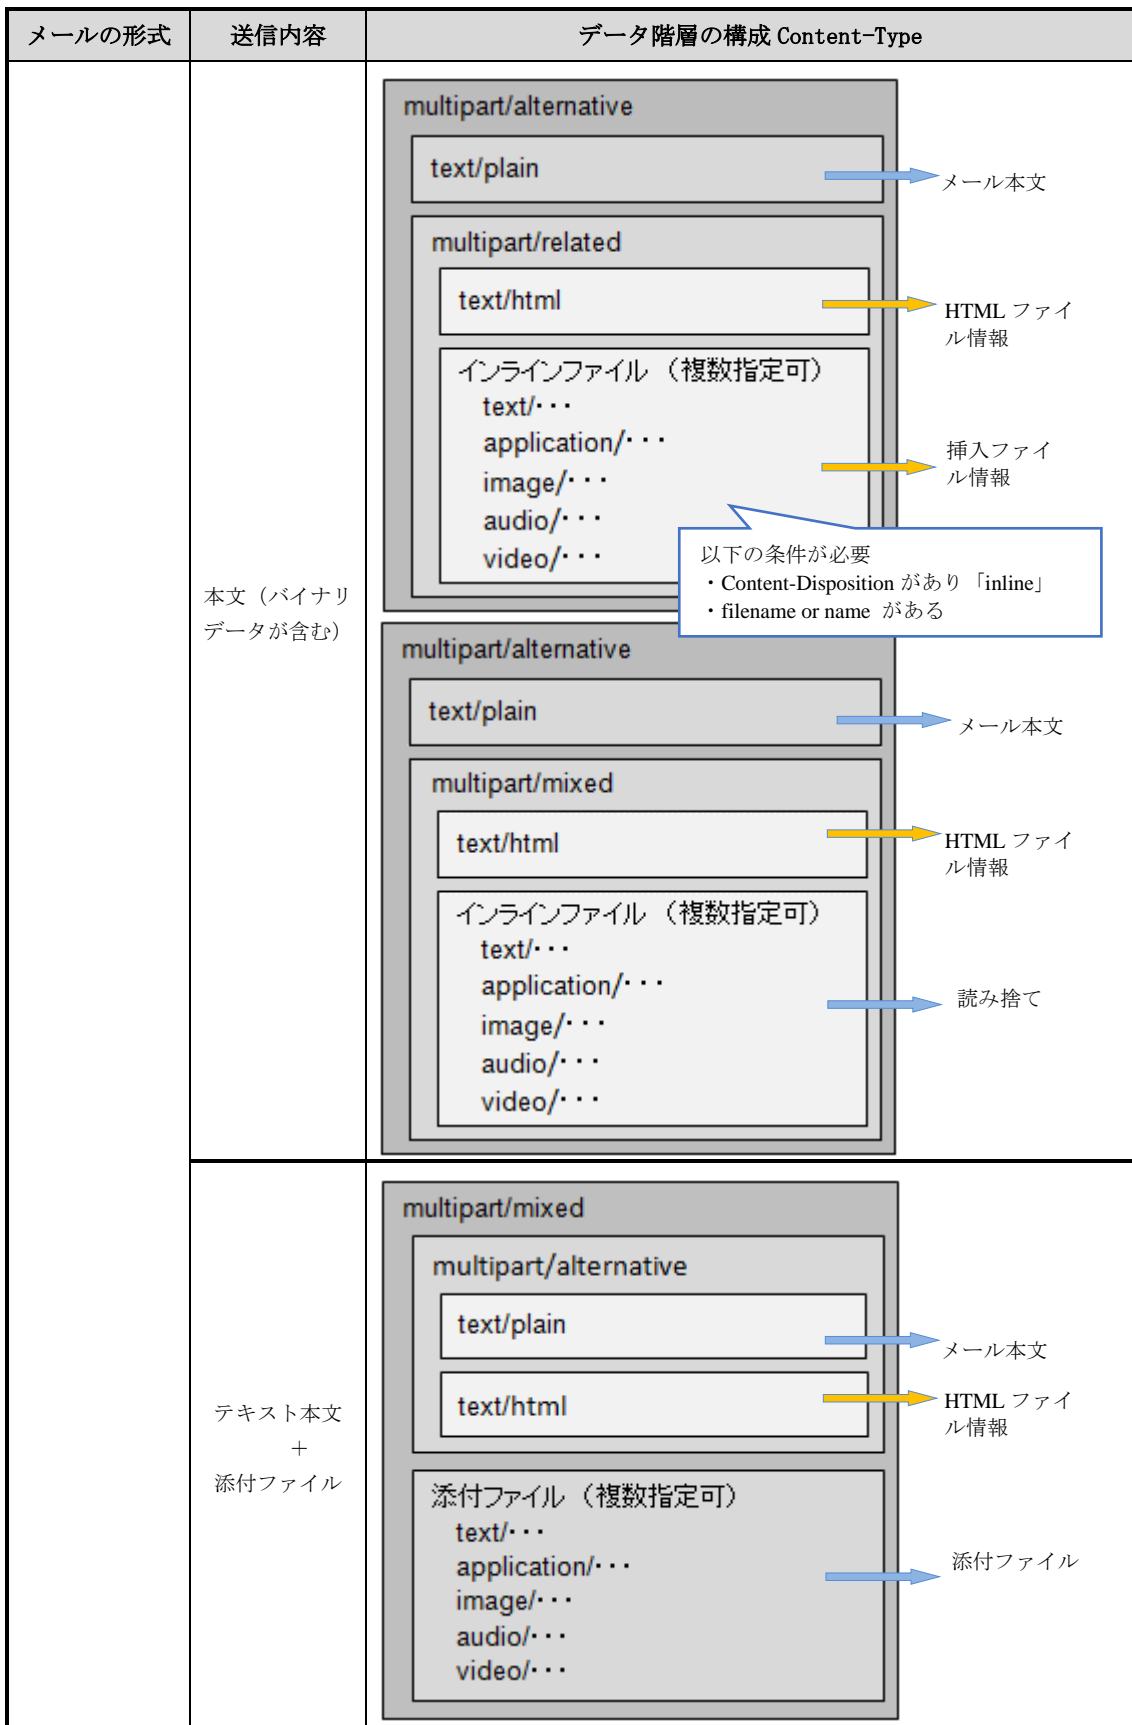 メールの形式
送信内容
データ階層の構成 Content-Type
本文（バイナリ
データが含む）
multipart/alternative
text/plain
メール本文
multipart/related
text/html
HTML ファイ
ル情報
インラインファイル （複数指定可）
text/･･･
application/･･･
image/･･･
audio/･･･
video/･･･
挿入ファイ
ル情報
以下の条件が必要
・Content-Disposition があり「inline」
・filename or name がある
multipart/alternative
text/plain
メール本文
multipart/mixed
text/html
HTML ファイ
ル情報
インラインファイル （複数指定可）
text/･･･
application/･･･
image/･･･
audio/･･･
video/･･･
読み捨て
テキスト本文
＋
添付ファイル
multipart/mixed
multipart/alternative
text/plain
メール本文
text/html
HTML ファイ
ル情報
添付ファイル （複数指定可）
text/･･･
application/･･･
image/･･･
audio/･･･
video/･･･
添付ファイル